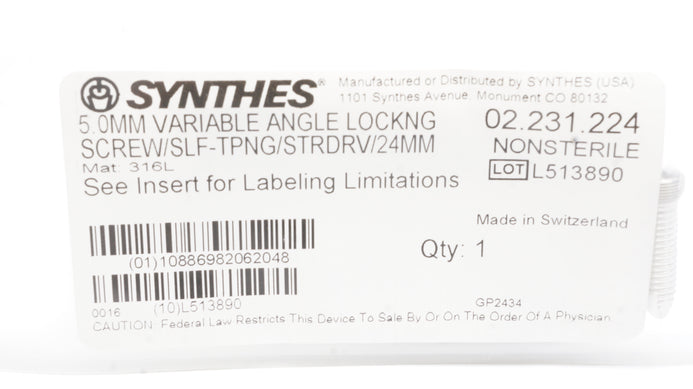 SYNTHES®
Manufactured or Distributed by SYNTHES (USA)
1101 Synthes Avenue, Monument CO 80132
5.0MM VARIABLE ANGLE LOCKNG
SCREW/SLF-TPNG/STRDRV/24MM
Mat: 316L
See Insert for Labeling Limitations
02.231.224
NONSTERILE
LOT L513890
Made in Switzerland
Qty: 1
(01)10886982062048
(10)L513890
0016
GP2434
CAUTION: Federal Law Restricts This Device To Sale By Or On The Order Of A Physician.